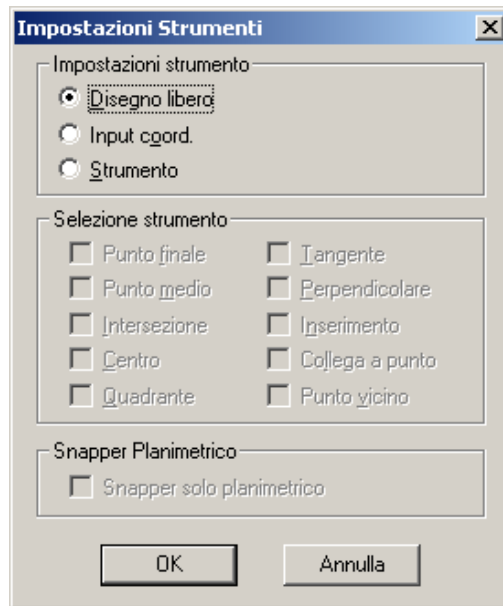 Impostazioni Strumenti
Impostazioni strumento
Disegno libero
Input coord.
Strumento
Selezione strumento
Punto finale
Tangente
Punto medio
Perpendicolare
Intersezione
Inserimento
Centro
Collega a punto
Quadrante
Punto vicino
Snapper Planimetrico
Snapper solo planimetrico
OK
Annulla